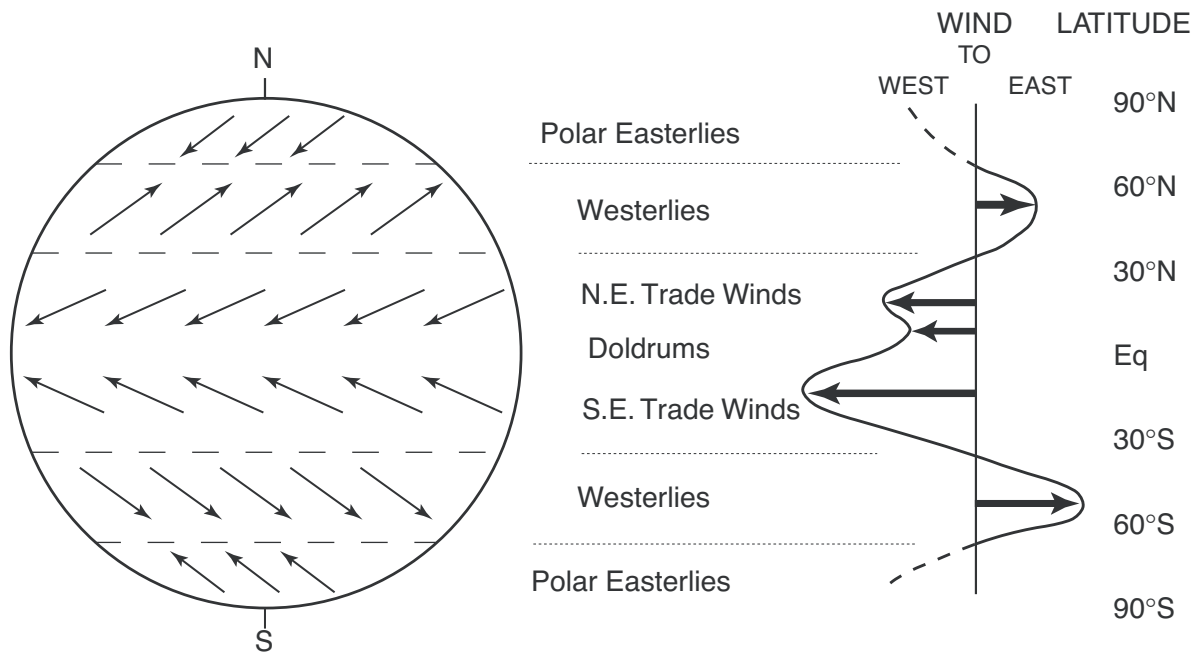 WIND LATITUDE
TO
WEST EAST
N
90°N
Polar Easterlies
60°N
Westerlies
30°N
N.E. Trade Winds
Doldrums
Eq
S.E. Trade Winds
30°S
Westerlies
60°S
Polar Easterlies
90°S
S